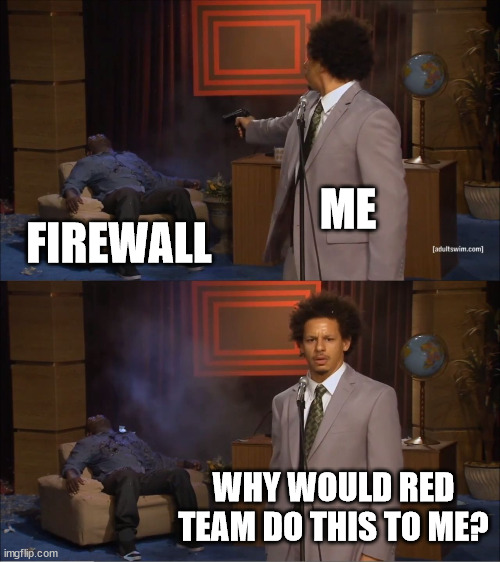 ME
FIREWALL
[adultswim.com]
WHY WOULD RED
TEAM DO THIS TO ME?
imgflip.com